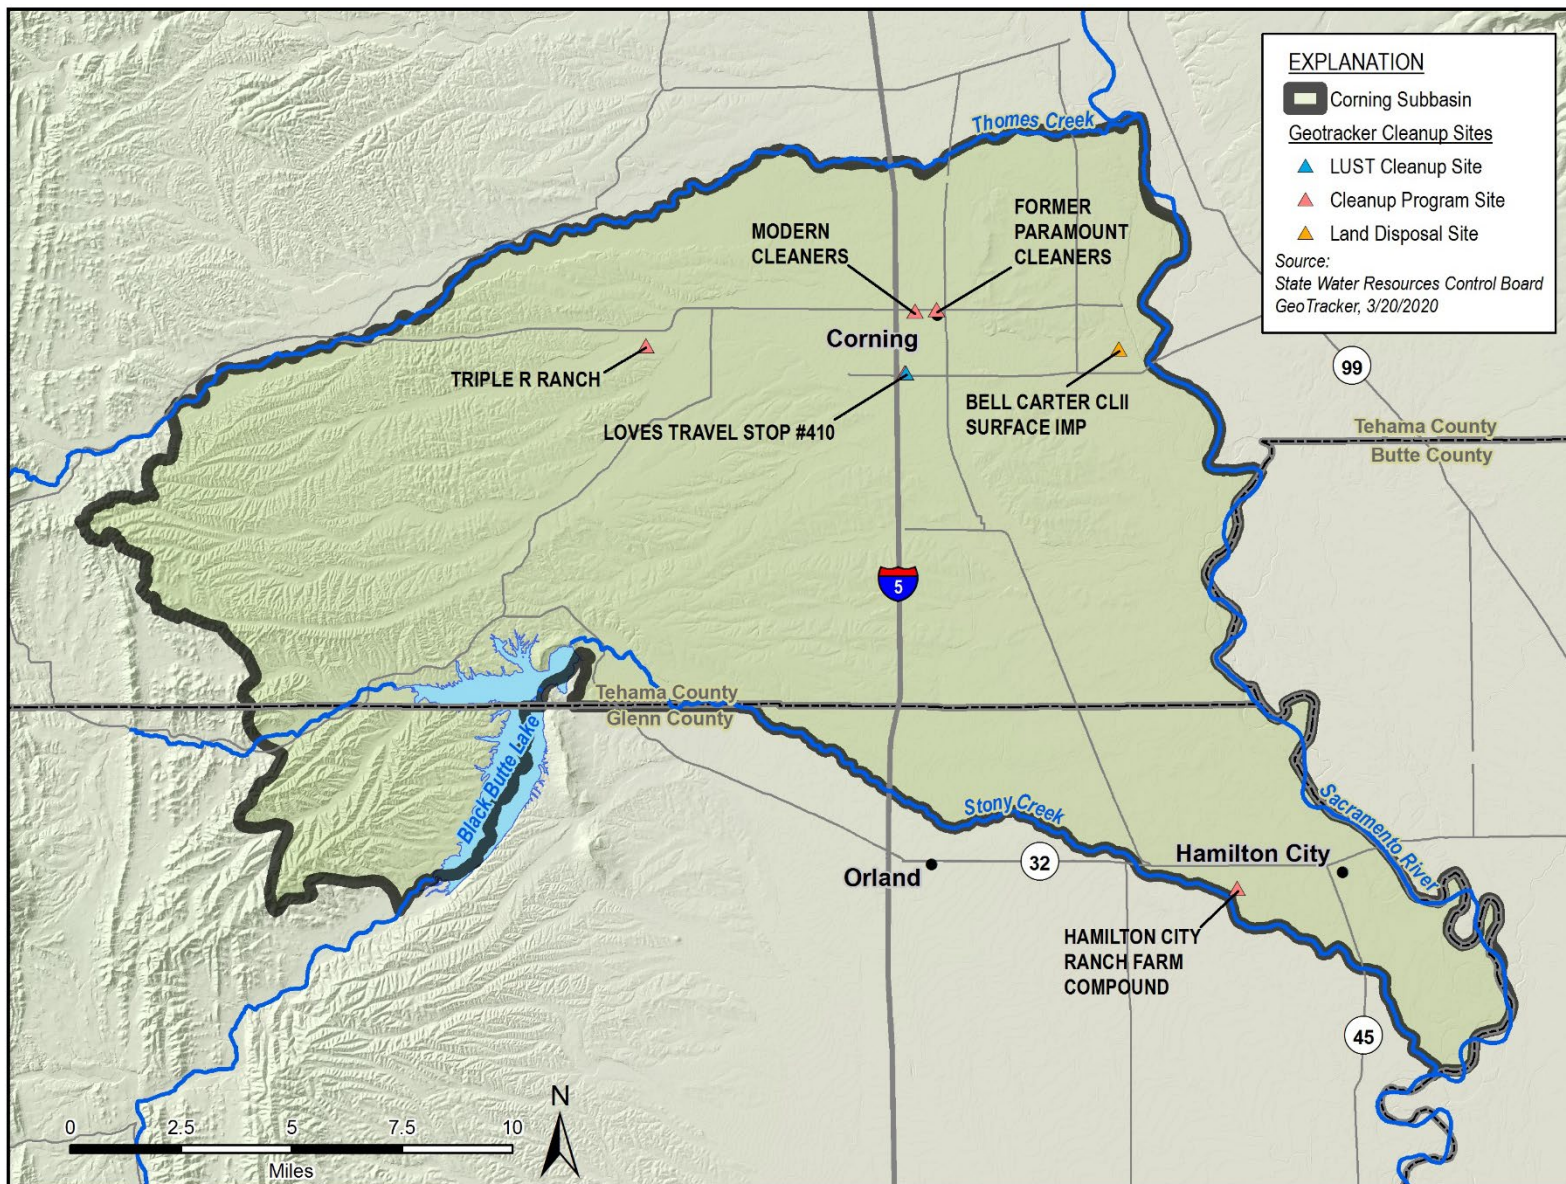 EXPLANATION
Corning Subbasin
Geotracker Cleanup Sites
LUST Cleanup Site
Cleanup Program Site
Land Disposal Site
Source:
State Water Resources Control Board
GeoTracker, 3/20/2020
Thomes Creek
MODERN
CLEANERS
FORMER
PARAMOUNT
CLEANERS
Corning
TRIPLE R RANCH
LOVES TRAVEL STOP #410
BELL CARTER CLII
SURFACE IMP
99
Tehama County
Butte County
5
Tehama County
Glenn County
Black Butte Lake
Stony Creek
Sacramento River
Orland
32
Hamilton City
HAMILTON CITY
RANCH FARM
COMPOUND
45
N
0 2.5 5 7.5 10
Miles